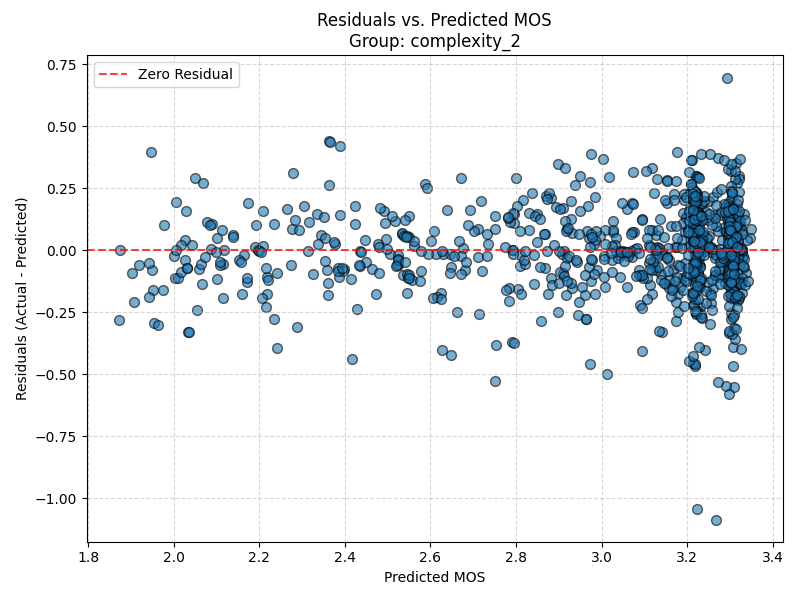 Residuals vs. Predicted MOS
Group: complexity_2
Zero Residual
0.75
0.50
0.25
0.00
−0.25
−0.50
−0.75
−1.00
Residuals (Actual - Predicted)
1.8 2.0 2.2 2.4 2.6 2.8 3.0 3.2 3.4
Predicted MOS